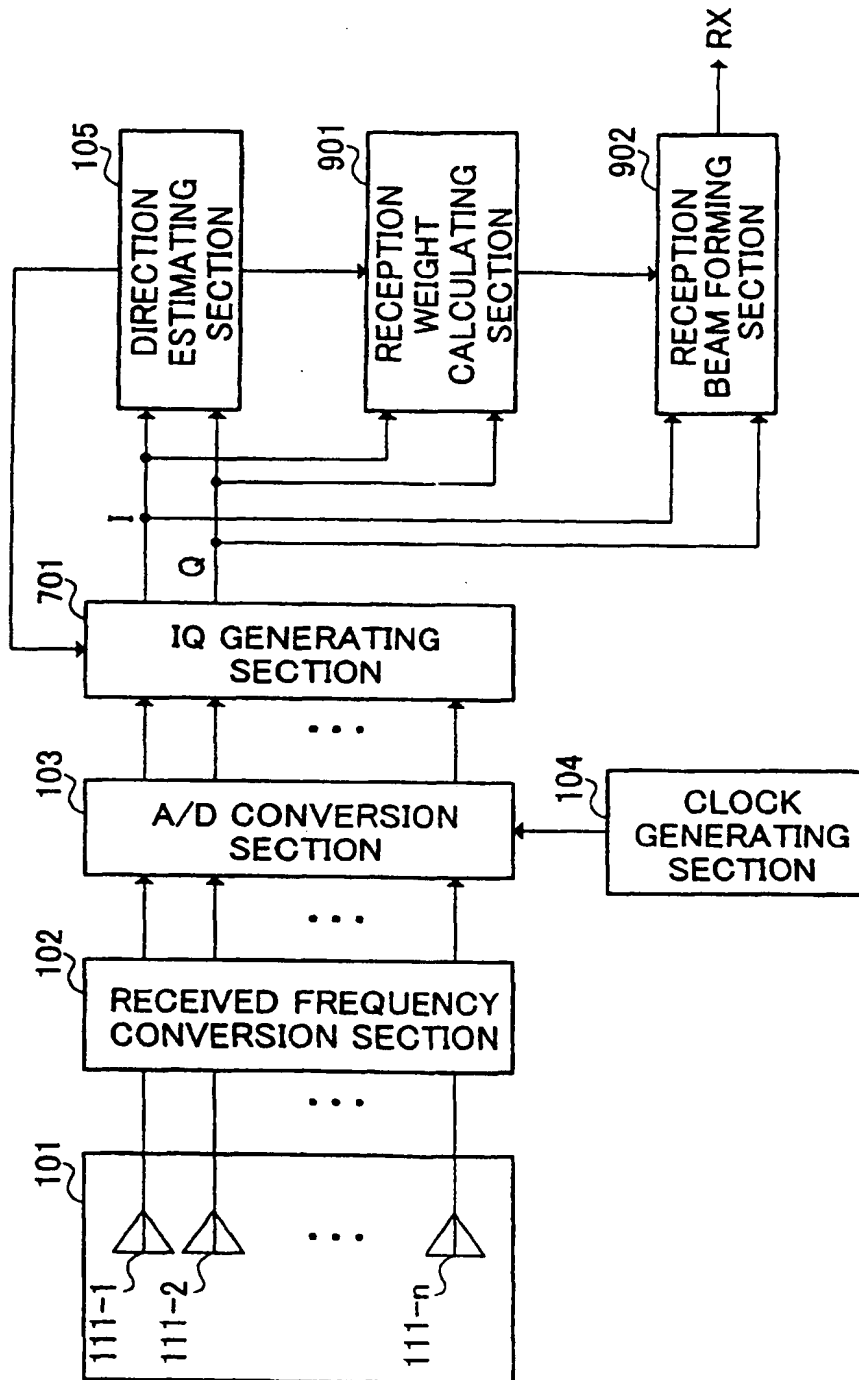 101
111-1
111-2
111-n
102
RECEIVED FREQUENCY
CONVERSION SECTION
103
A/D CONVERSION
SECTION
104
CLOCK
GENERATING
SECTION
701
IQ GENERATING
SECTION
I
Q
105
DIRECTION
ESTIMATING
SECTION
901
RECEPTION
WEIGHT
CALCULATING
SECTION
902
RECEPTION
BEAM FORMING
SECTION
RX